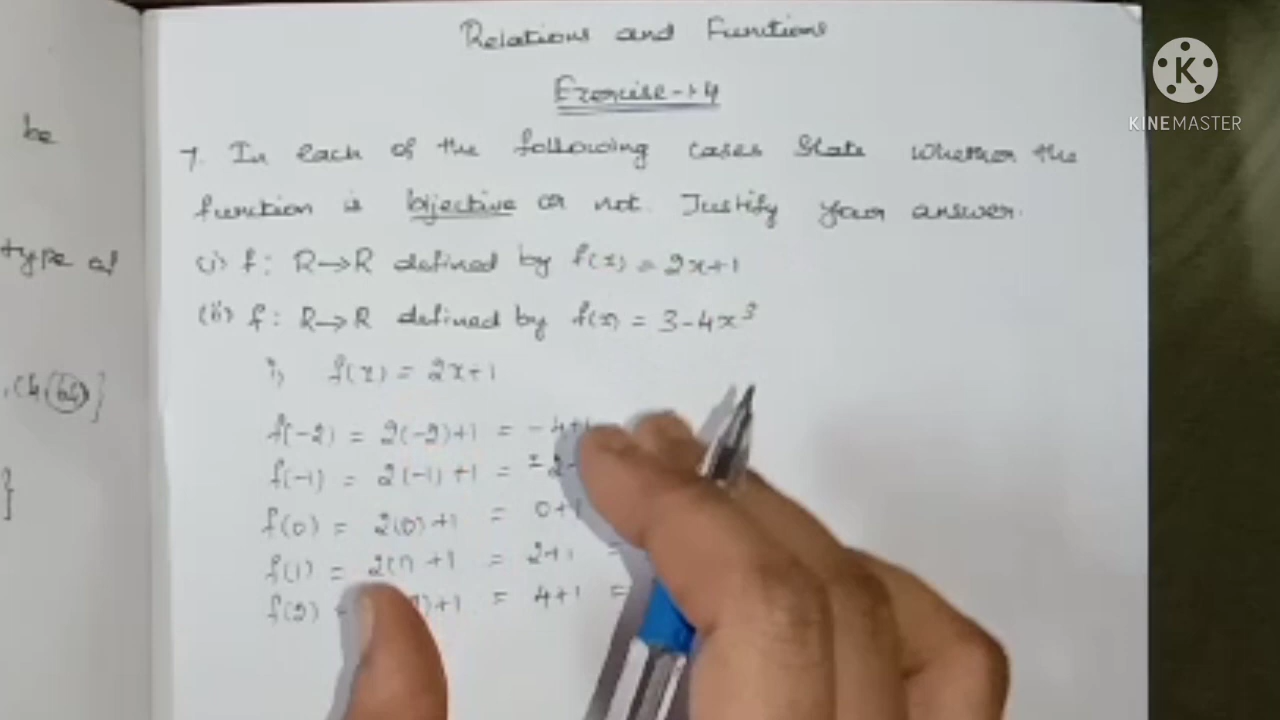 Relations and Functions
Exercise - 1.4
7. In each of the following cases state whether the
function is bijective or not. Justify your answer.
(i) f: R→R defined by f(x) = 2x+1
(ii) f: R→R defined by f(x) = 3-4x³
i) f(x) = 2x+1
f(-2) = 2(-2)+1 = -4+1
f(-1) = 2(-1)+1 = -2
f(0) = 2(0)+1 = 0+1
f(1) = 2(1)+1 = 2+1 =
f(2) = )+1 = 4+1 =
be
type of
}
K
KINEMASTER